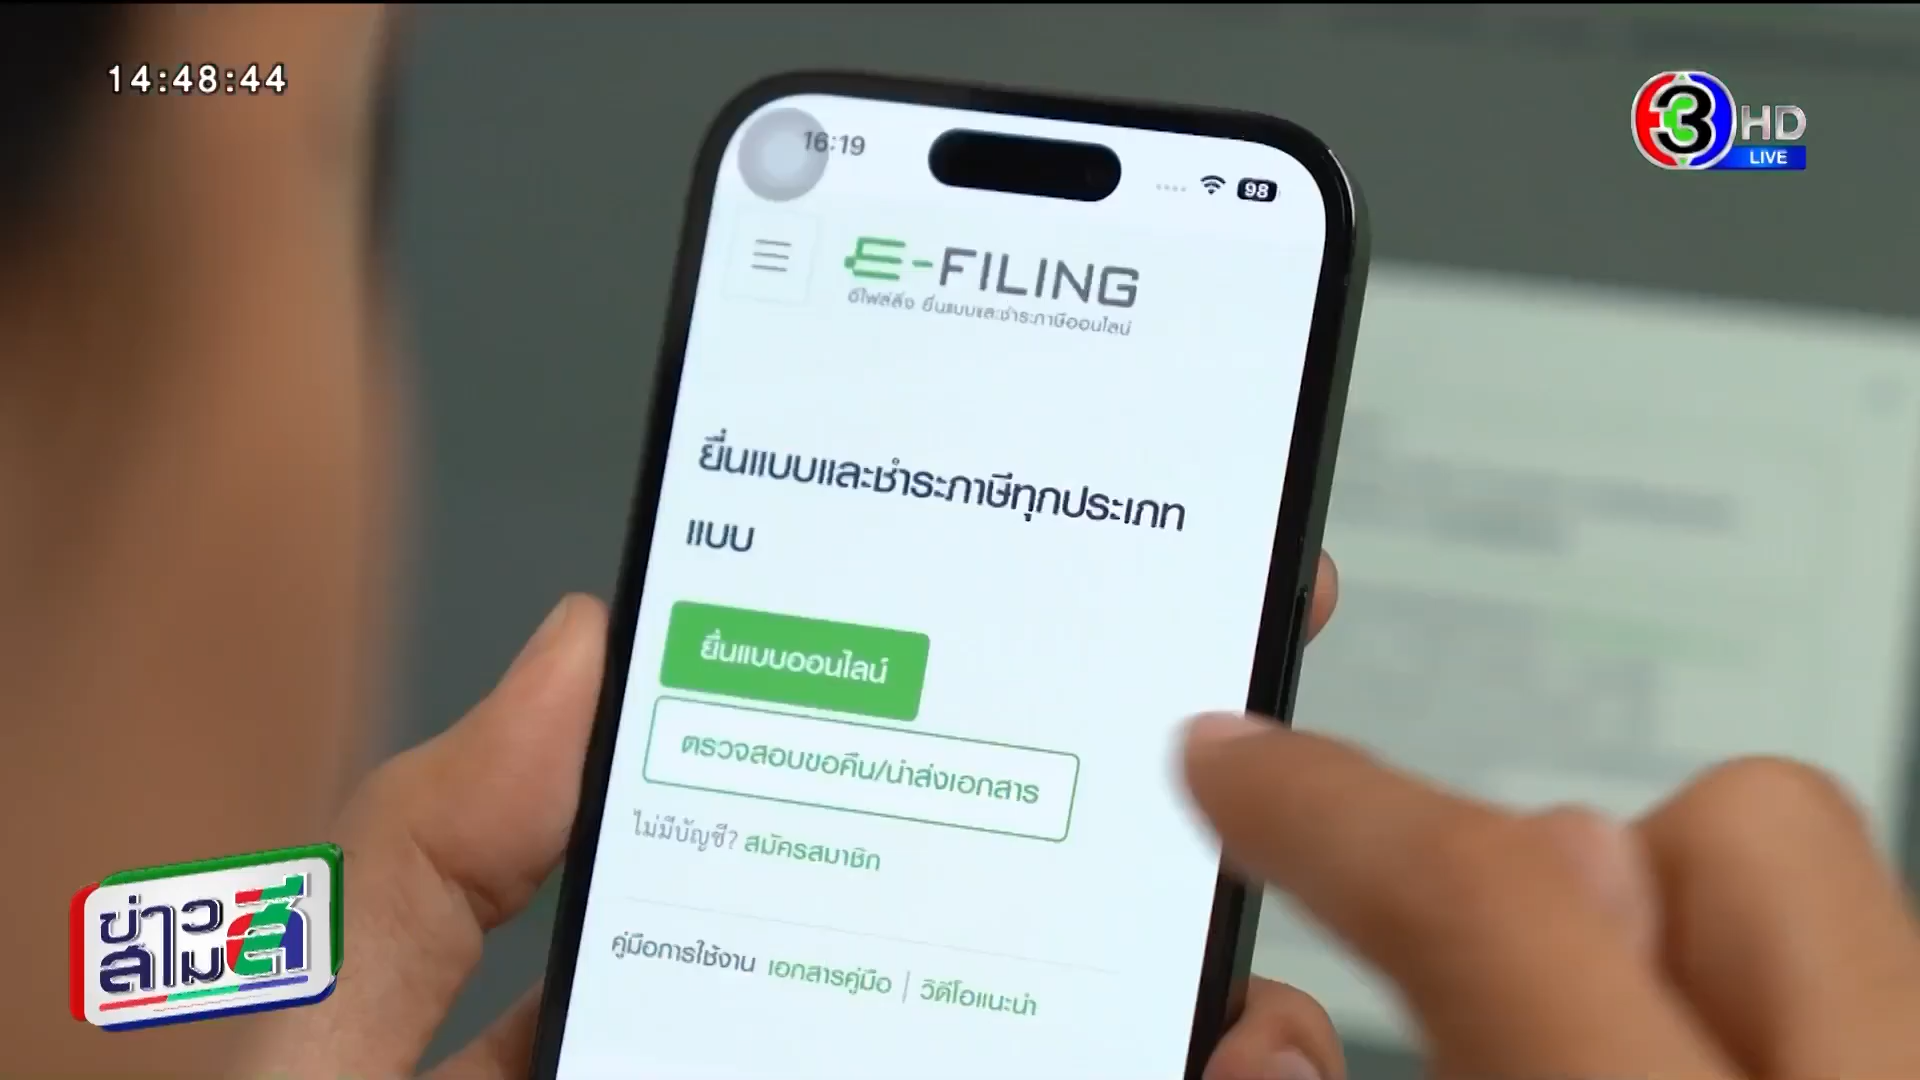 14:48:44
3 HD
LIVE
16:19
98
E-FILING
อีไฟล์ลิ่ง ยื่นแบบและชำระภาษีออนไลน์
ยื่นแบบและชำระภาษีทุกประเภท
แบบ
ยื่นแบบออนไลน์
ตรวจสอบขอคืน/นำส่งเอกสาร
ไม่มีบัญชี? สมัครสมาชิก
คู่มือการใช้งาน เอกสารคู่มือ | วิดีโอแนะนำ
ข่าว
สามสี